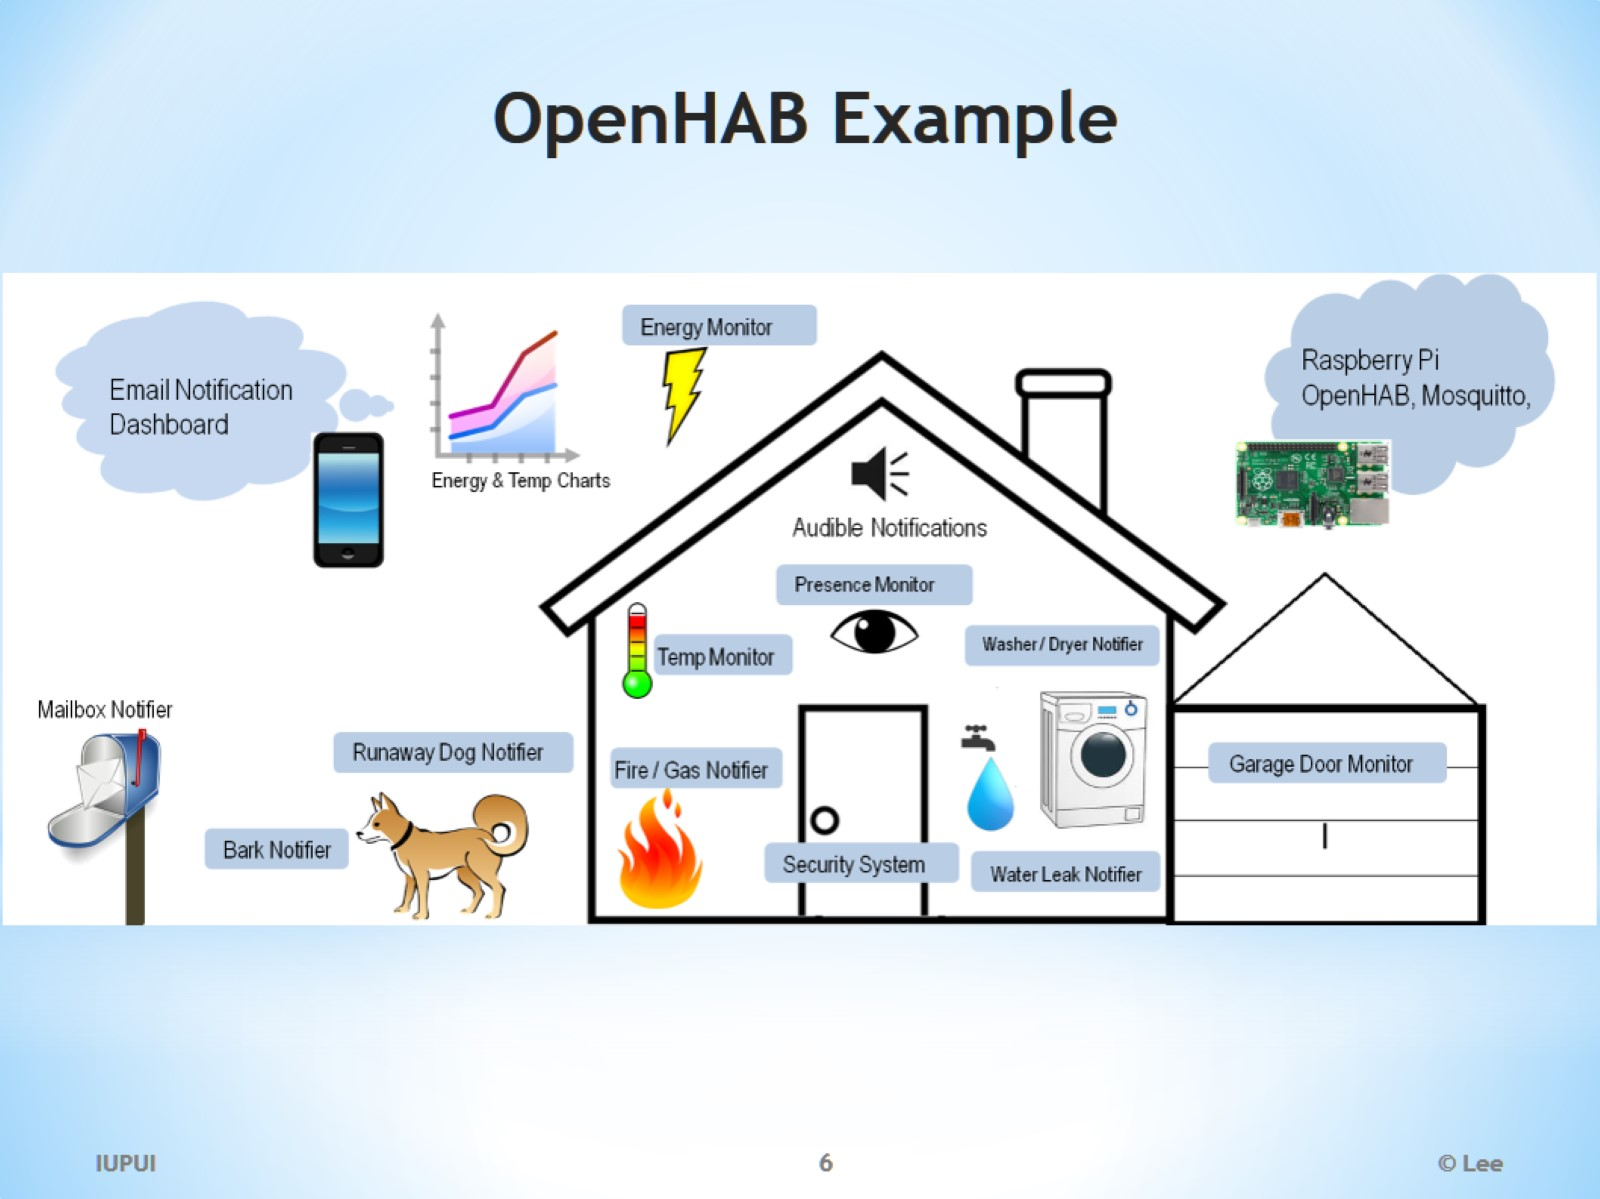 OpenHAB Example
Email Notification
Dashboard
Energy & Temp Charts
Energy Monitor
Raspberry Pi
OpenHAB, Mosquitto,
Audible Notifications
Presence Monitor
Temp Monitor
Washer / Dryer Notifier
Mailbox Notifier
Runaway Dog Notifier
Bark Notifier
Fire / Gas Notifier
Security System
Water Leak Notifier
Garage Door Monitor
IUPUI
6
© Lee